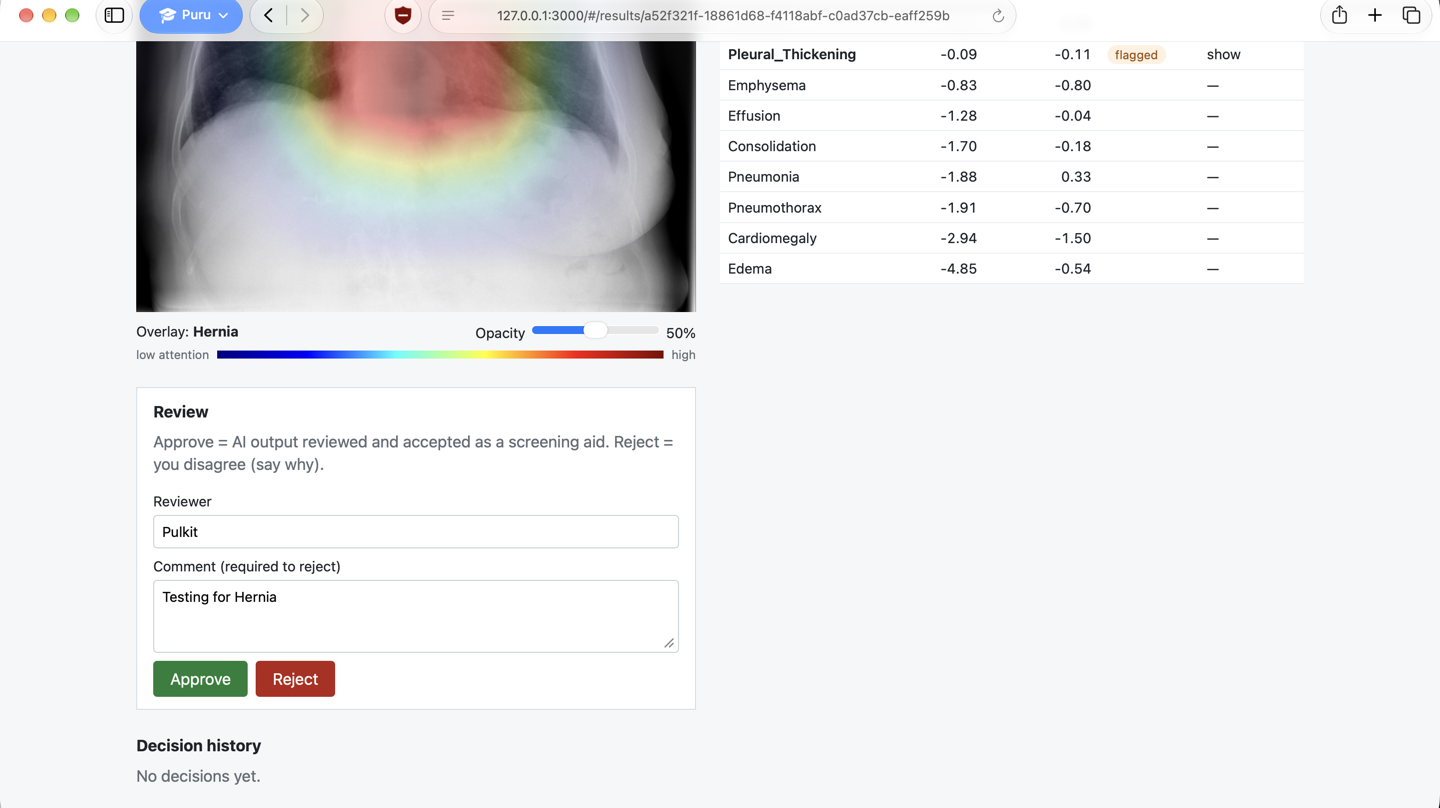 Puru
127.0.0.1:3000/#/results/a52f321f-18861d68-f4118abf-c0ad37cb-eaff259b
Pleural_Thickening -0.09 -0.11 flagged show
Emphysema -0.83 -0.80 —
Effusion -1.28 -0.04 —
Consolidation -1.70 -0.18 —
Pneumonia -1.88 0.33 —
Pneumothorax -1.91 -0.70 —
Cardiomegaly -2.94 -1.50 —
Edema -4.85 -0.54 —
Overlay: Hernia Opacity 50%
low attention high
Review
Approve = AI output reviewed and accepted as a screening aid. Reject =
you disagree (say why).
Reviewer
Pulkit
Comment (required to reject)
Testing for Hernia
Approve Reject
Decision history
No decisions yet.